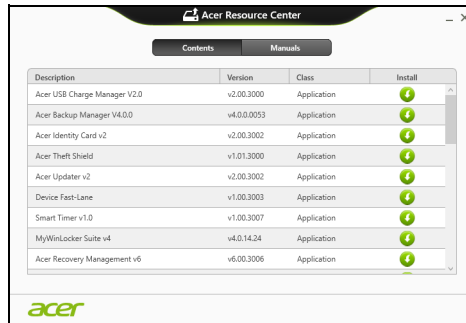 Acer Resource Center
Contents Manuals
Description Version Class Install
Acer USB Charge Manager V2.0 v2.00.3000 Application
Acer Backup Manager V4.0.0 v4.0.0.0053 Application
Acer Identity Card v2 v2.00.3002 Application
Acer Theft Shield v1.01.3000 Application
Acer Updater v2 v2.00.3002 Application
Device Fast-Lane v1.00.3003 Application
Smart Timer v1.0 v1.00.3007 Application
MyWinLocker Suite v4 v4.0.14.24 Application
Acer Recovery Management v6 v6.00.3006 Application
acer